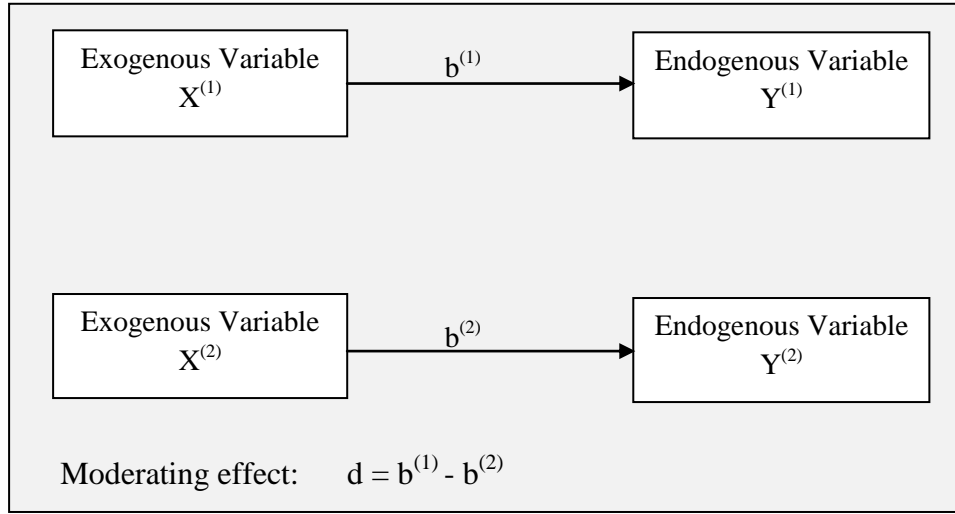 Exogenous Variable
X⁽¹⁾
b⁽¹⁾
Endogenous Variable
Y⁽¹⁾
Exogenous Variable
X⁽²⁾
b⁽²⁾
Endogenous Variable
Y⁽²⁾
Moderating effect: d = b⁽¹⁾ - b⁽²⁾